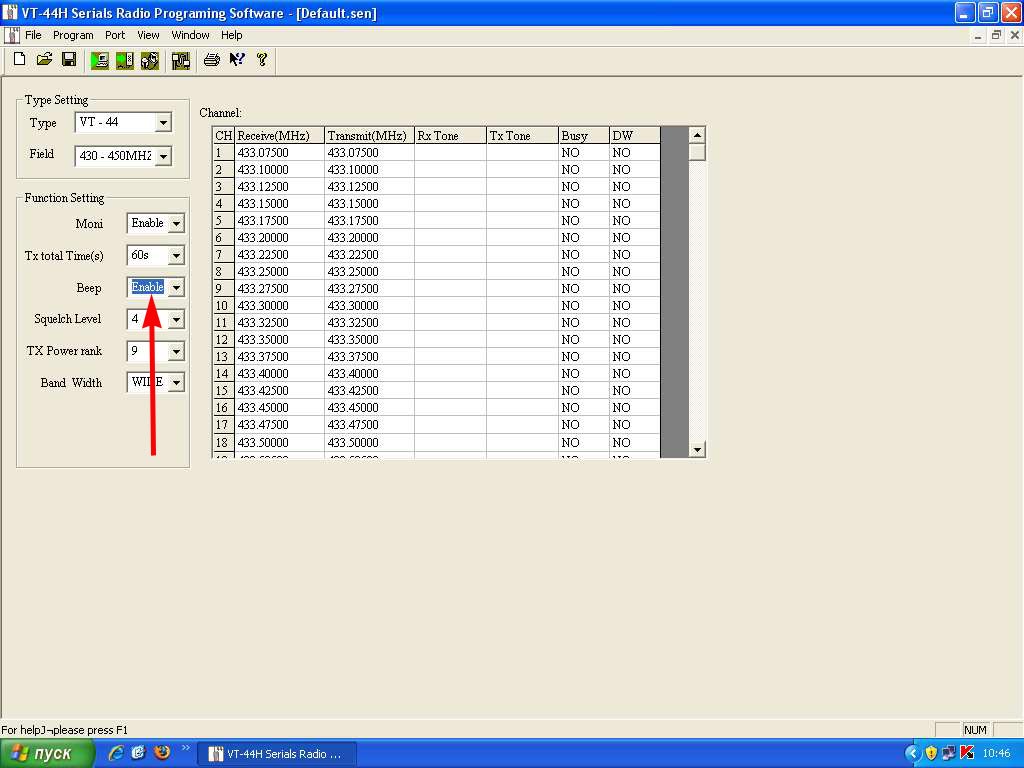 VT-44H Serials Radio Programing Software - [Default.sen]
File Program Port View Window Help
Type Setting
Type VT - 44
Field 430 - 450MHZ
Function Setting
Moni Enable
Tx total Time(s) 60s
Beep Enable
Squelch Level 4
TX Power rank 9
Band Width WIDE
Channel:
CH Receive(MHz) Transmit(MHz) Rx Tone Tx Tone Busy DW
1 433.07500 433.07500 NO NO
2 433.10000 433.10000 NO NO
3 433.12500 433.12500 NO NO
4 433.15000 433.15000 NO NO
5 433.17500 433.17500 NO NO
6 433.20000 433.20000 NO NO
7 433.22500 433.22500 NO NO
8 433.25000 433.25000 NO NO
9 433.27500 433.27500 NO NO
10 433.30000 433.30000 NO NO
11 433.32500 433.32500 NO NO
12 433.35000 433.35000 NO NO
13 433.37500 433.37500 NO NO
14 433.40000 433.40000 NO NO
15 433.42500 433.42500 NO NO
16 433.45000 433.45000 NO NO
17 433.47500 433.47500 NO NO
18 433.50000 433.50000 NO NO
For helpJ¬please press F1
NUM
пуск
VT-44H Serials Radio ...
10:46